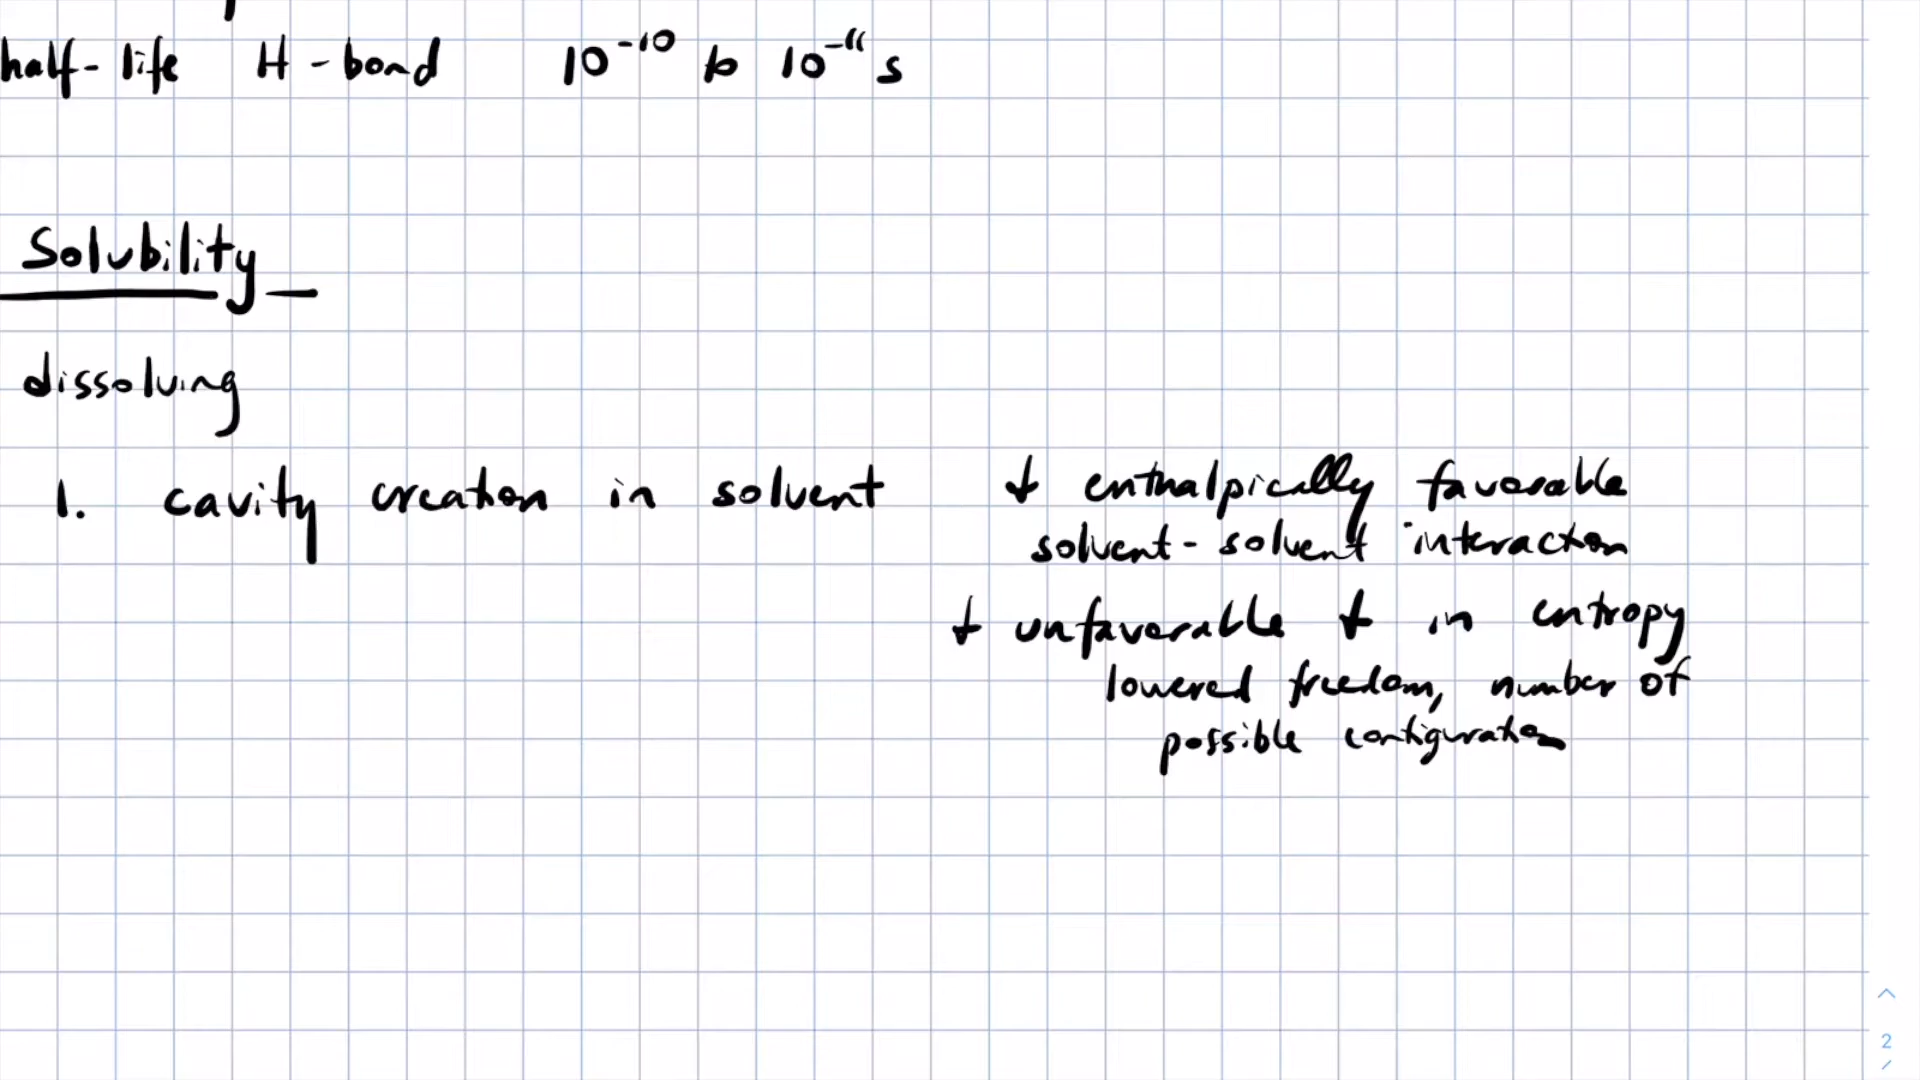 half-life H-bond 10⁻¹⁰ to 10⁻¹¹ s
Solubility
dissolving
1. cavity creation in solvent
↓ enthalpically favorable
solvent-solvent interaction
↓ unfavorable ↓ in entropy
lowered freedom, number of
possible configuration
2